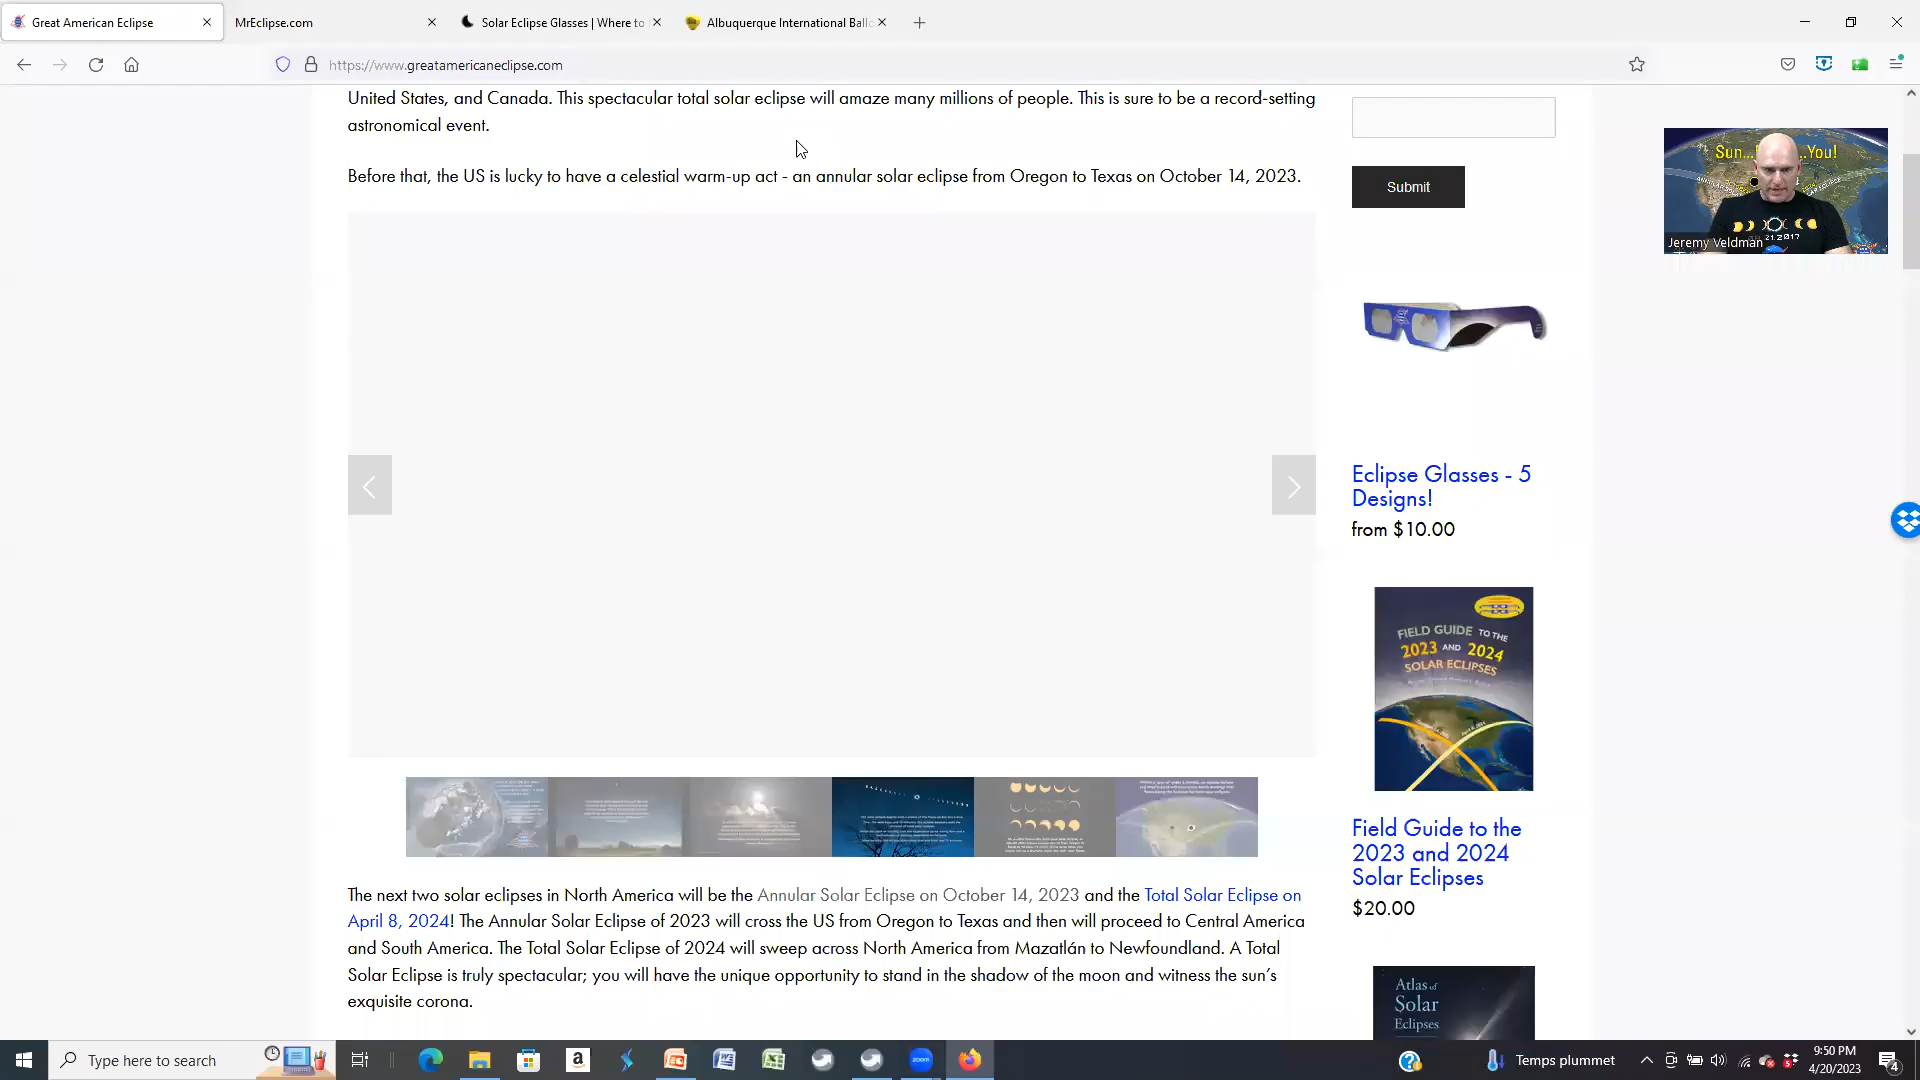 Great American Eclipse
MrEclipse.com
Solar Eclipse Glasses | Where to
Albuquerque International Ballo
https://www.greatamericaneclipse.com
United States, and Canada. This spectacular total solar eclipse will amaze many millions of people. This is sure to be a record-setting
astronomical event.
Before that, the US is lucky to have a celestial warm-up act - an annular solar eclipse from Oregon to Texas on October 14, 2023.
Submit
Sun... ...You!
21.2017
Jeremy Veldman
Eclipse Glasses - 5
Designs!
from $10.00
FIELD GUIDE TO THE
2023 AND 2024
SOLAR ECLIPSES
Field Guide to the
2023 and 2024
Solar Eclipses
$20.00
The next two solar eclipses in North America will be the Annular Solar Eclipse on October 14, 2023 and the Total Solar Eclipse on
April 8, 2024! The Annular Solar Eclipse of 2023 will cross the US from Oregon to Texas and then will proceed to Central America
and South America. The Total Solar Eclipse of 2024 will sweep across North America from Mazatlán to Newfoundland. A Total
Solar Eclipse is truly spectacular; you will have the unique opportunity to stand in the shadow of the moon and witness the sun's
exquisite corona.
Atlas of
Solar
Eclipses
Type here to search
zoom
Temps plummet
9:50 PM
4/20/2023
4